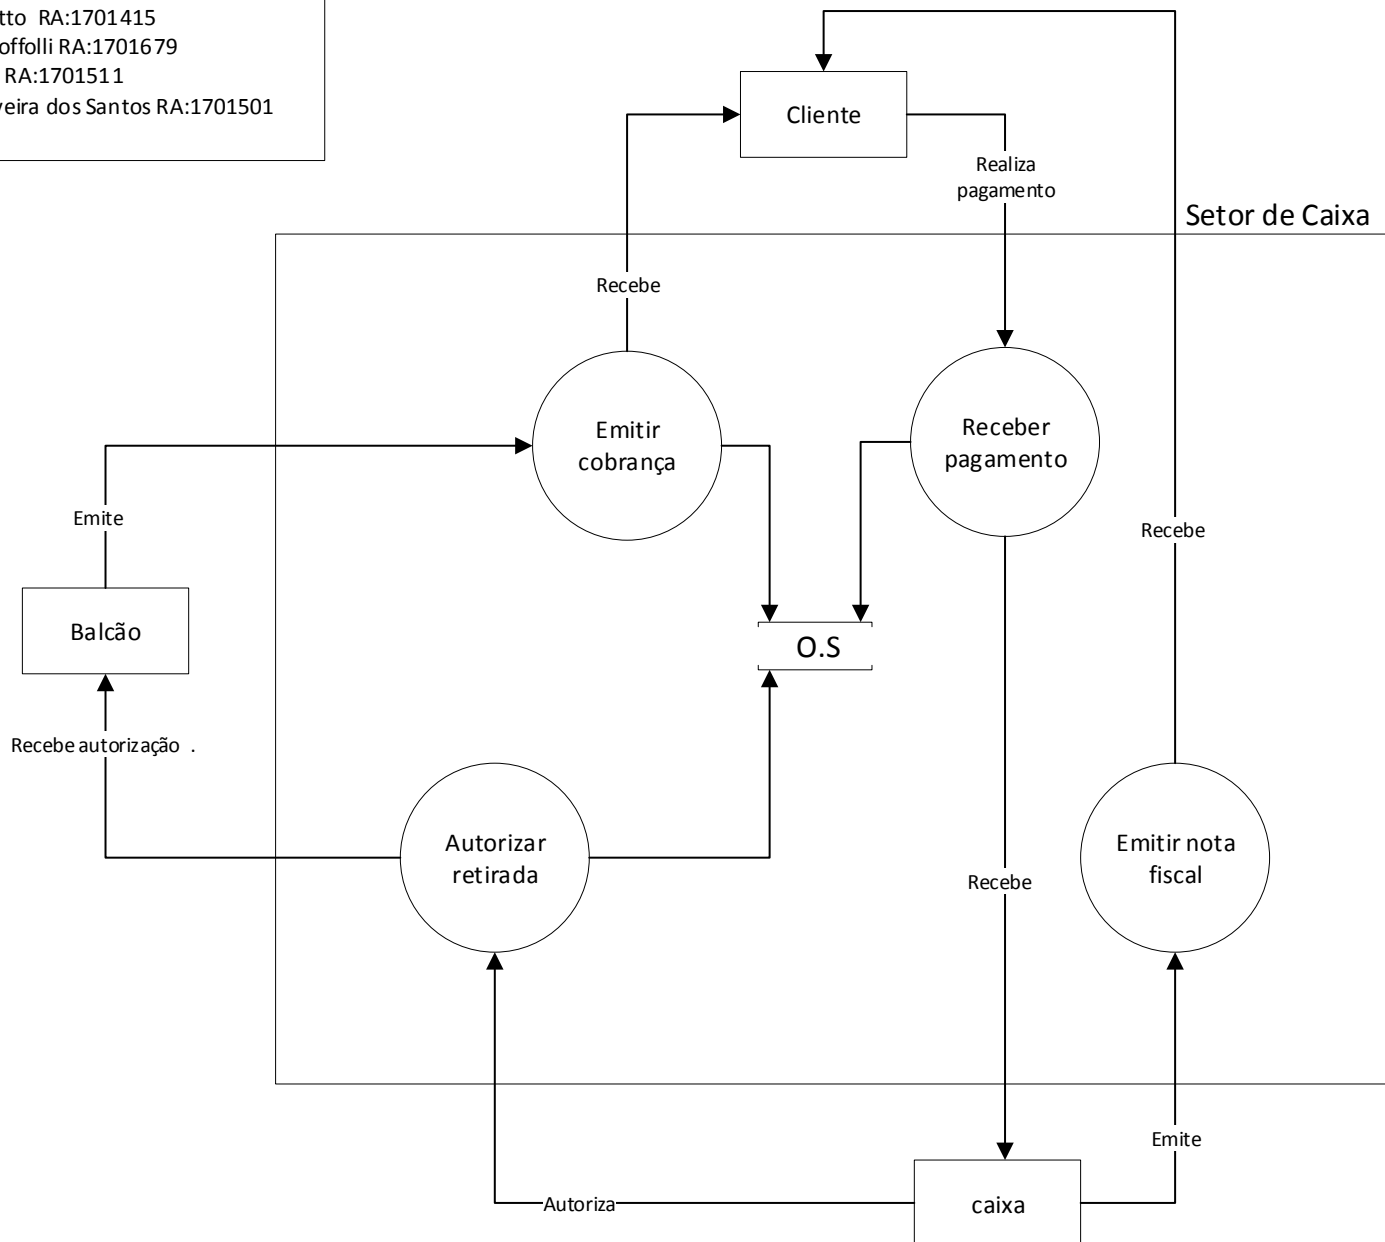 tto RA:1701415
offolli RA:1701679
RA:1701511
veira dos Santos RA:1701501
Cliente
Realiza
pagamento
Setor de Caixa
Recebe
Emitir
cobrança
Receber
pagamento
Emite
Recebe
Balcão
O.S
Recebe autorização .
Autorizar
retirada
Emitir nota
fiscal
Recebe
Emite
Autoriza
caixa